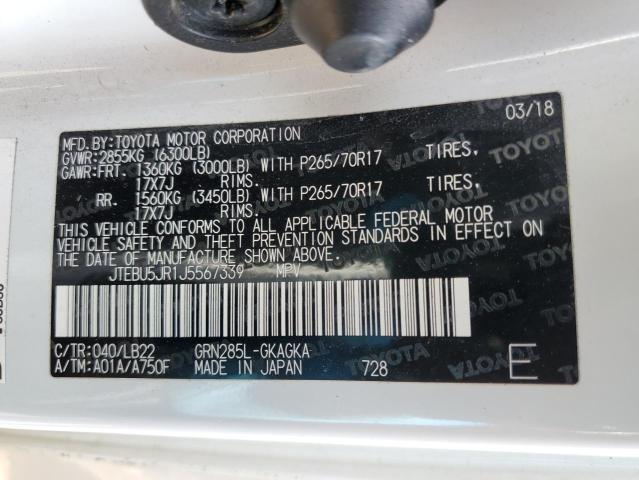 03/18
MFD. BY: TOYOTA MOTOR CORPORATION
GVWR: 2855KG (6300LB)
GAWR: FRT. 1360KG (3000LB) WITH P265/70R17 TIRES,
17X7J RIMS.
RR. 1560KG (3450LB) WITH P265/70R17 TIRES,
17X7J RIMS.
THIS VEHICLE CONFORMS TO ALL APPLICABLE FEDERAL MOTOR
VEHICLE SAFETY AND THEFT PREVENTION STANDARDS IN EFFECT ON
THE DATE OF MANUFACTURE SHOWN ABOVE.
JTEBU5JR1J5567339 MPV
C/TR: 040/LB22 GRN285L-GKAGKA
A/TM: A01A/A750F MADE IN JAPAN 728 E
TOYOTA